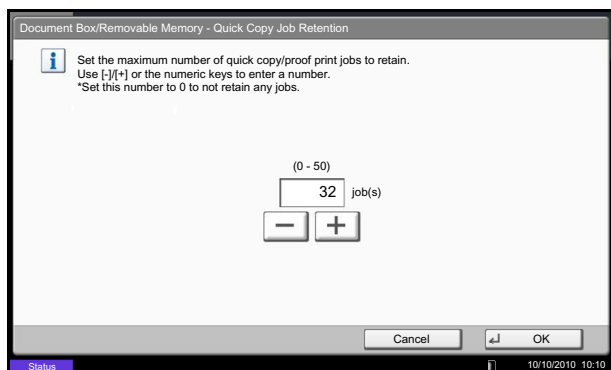 Document Box/Removable Memory - Quick Copy Job Retention
Set the maximum number of quick copy/proof print jobs to retain.
Use [-]/[+] or the numeric keys to enter a number.
*Set this number to 0 to not retain any jobs.
(0 - 50)
32 job(s)
− +
Cancel OK
Status 10/10/2010 10:10